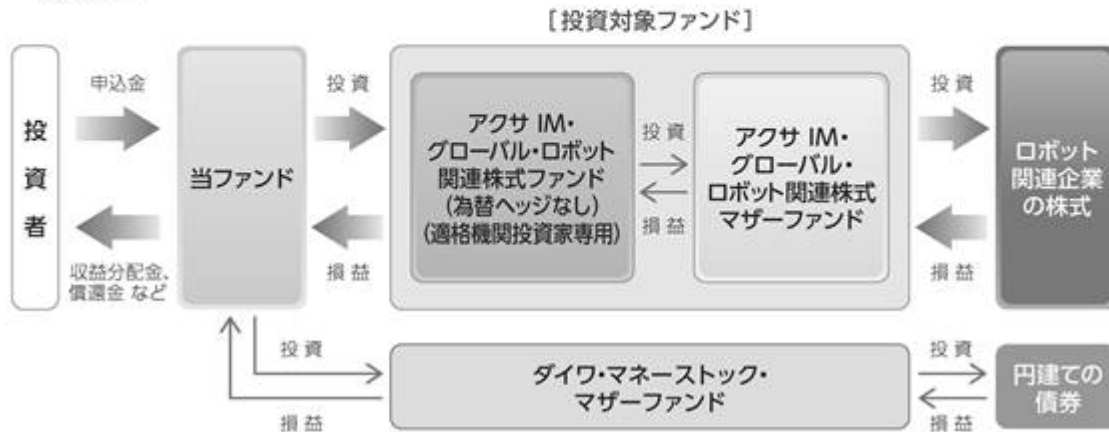 [投資対象ファンド]
投資者
申込金
収益分配金、
償還金 など
当ファンド
投 資
損 益
アクサ IM・
グローバル・ロボット
関連株式ファンド
(為替ヘッジなし)
(適格機関投資家専用)
投 資
損 益
アクサ IM・
グローバル・
ロボット関連株式
マザーファンド
投 資
損 益
ロボット
関連企業
の株式
投 資
損 益
ダイワ・マネーストック・
マザーファンド
投 資
損 益
円建ての
債券